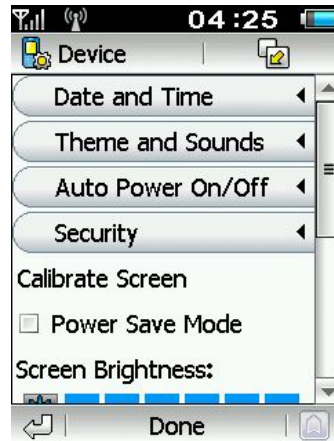 04:25
Device
Date and Time
Theme and Sounds
Auto Power On/Off
Security
Calibrate Screen
Power Save Mode
Screen Brightness:
Done